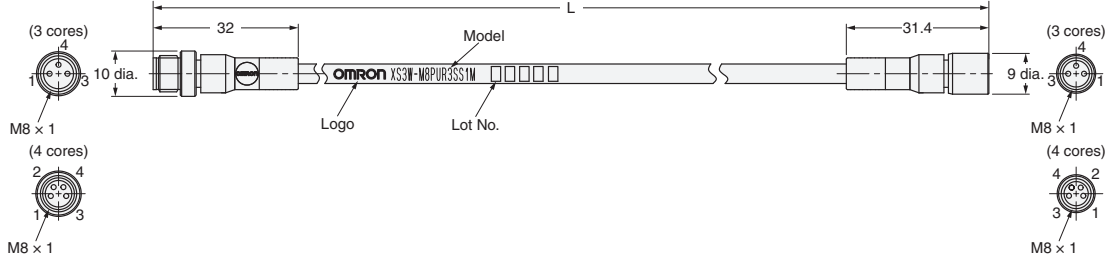 L
32
31.4
(3 cores)
4
1
3
M8 × 1
10 dia.
OMRON
Model
OMRON XS3W-M8PUR3SS1M
Logo
Lot No.
9 dia.
(3 cores)
4
3
1
M8 × 1
(4 cores)
2
4
1
3
M8 × 1
(4 cores)
4
2
3
1
M8 × 1